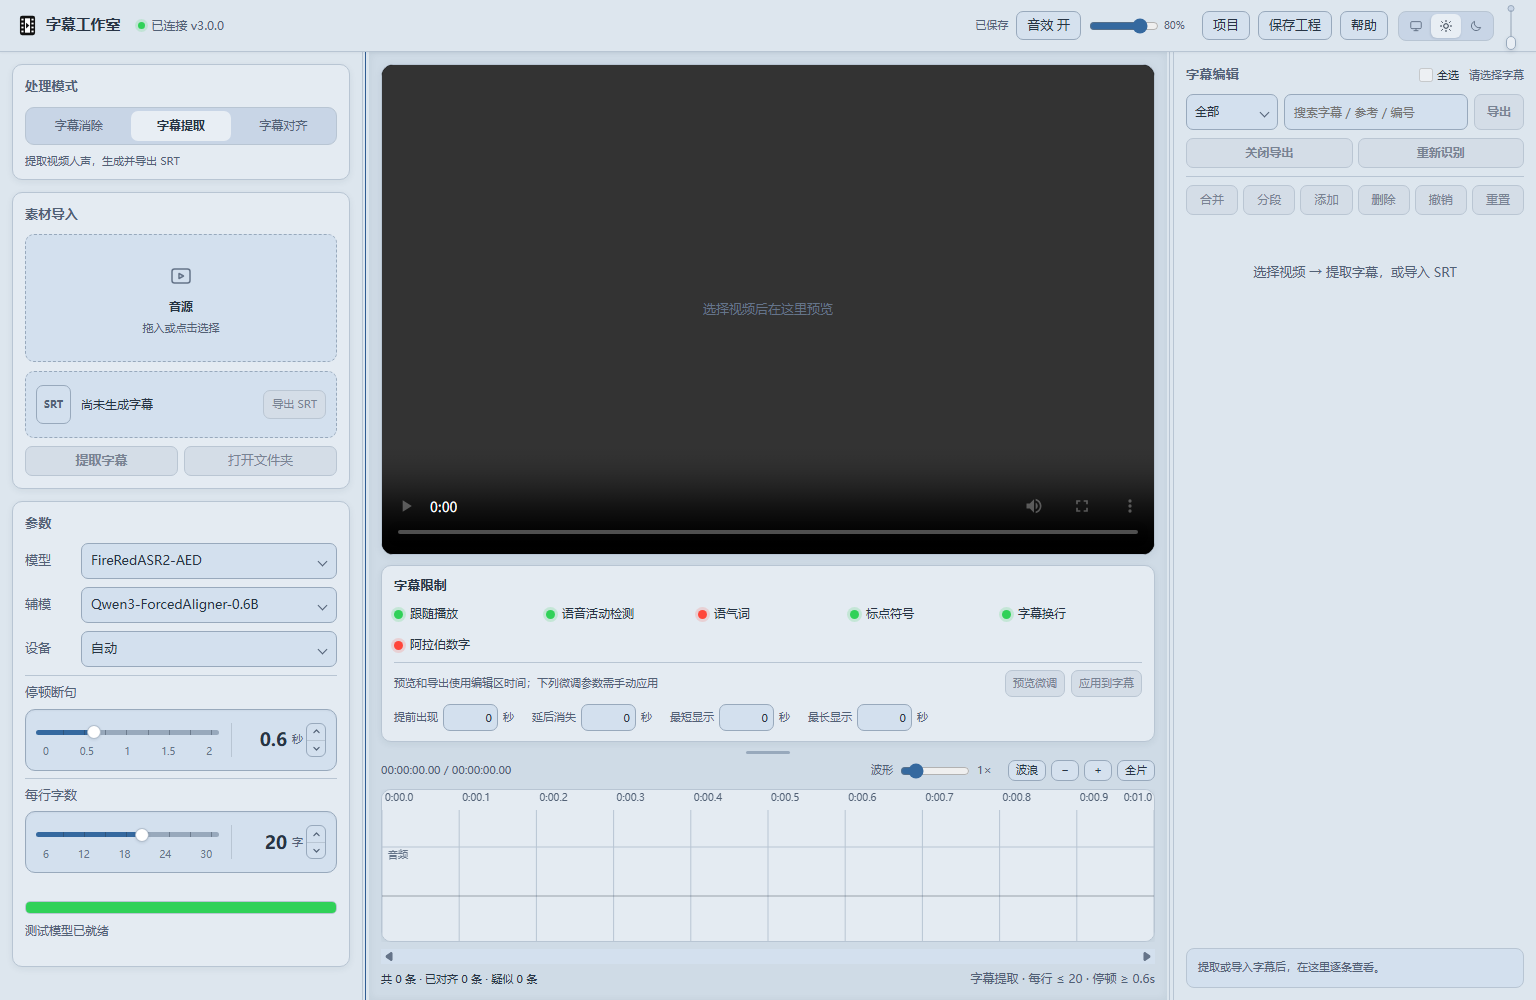 字幕工作室
已连接 v3.0.0
已保存
音效 开
80%
项目
保存工程
帮助
处理模式
字幕消除
字幕提取
字幕对齐
提取视频人声，生成并导出 SRT
素材导入
音源
拖入或点击选择
SRT
尚未生成字幕
导出 SRT
提取字幕
打开文件夹
参数
模型
FireRedASR2-AED
辅模
Qwen3-ForcedAligner-0.6B
设备
自动
停顿断句
0 0.5 1 1.5 2
0.6 秒
每行字数
6 12 18 24 30
20 字
测试模型已就绪
选择视频后在这里预览
0:00
字幕限制
跟随播放
语音活动检测
语气词
标点符号
字幕换行
阿拉伯数字
预览和导出使用编辑区时间；下列微调参数需手动应用
预览微调
应用到字幕
提前出现 0 秒
延后消失 0 秒
最短显示 0 秒
最长显示 0 秒
00:00:00.00 / 00:00:00.00
波形
1×
波浪
−
+
全片
0:00.0 0:00.1 0:00.2 0:00.3 0:00.4 0:00.5 0:00.6 0:00.7 0:00.8 0:00.9 0:01.0
音频
共 0 条 · 已对齐 0 条 · 疑似 0 条
字幕提取 · 每行 ≤ 20 · 停顿 ≥ 0.6s
字幕编辑
全选
请选择字幕
全部
搜索字幕 / 参考 / 编号
导出
关闭导出
重新识别
合并
分段
添加
删除
撤销
重置
选择视频 → 提取字幕，或导入 SRT
提取或导入字幕后，在这里逐条查看。